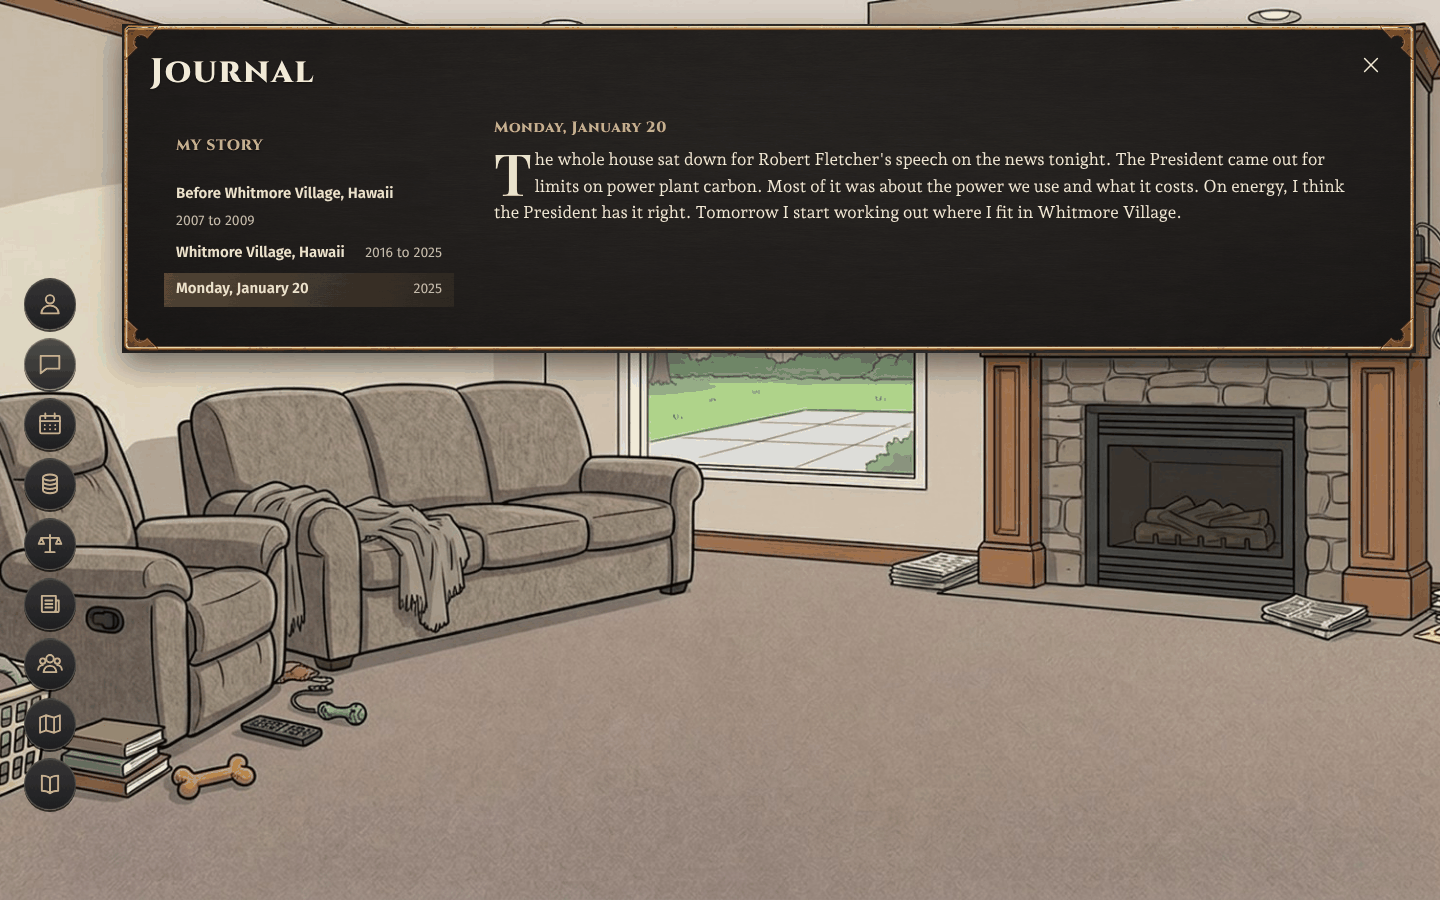 Journal
MY STORY
Before Whitmore Village, Hawaii
2007 to 2009
Whitmore Village, Hawaii 2016 to 2025
Monday, January 20 2025
Monday, January 20
The whole house sat down for Robert Fletcher's speech on the news tonight. The President came out for
limits on power plant carbon. Most of it was about the power we use and what it costs. On energy, I think
the President has it right. Tomorrow I start working out where I fit in Whitmore Village.